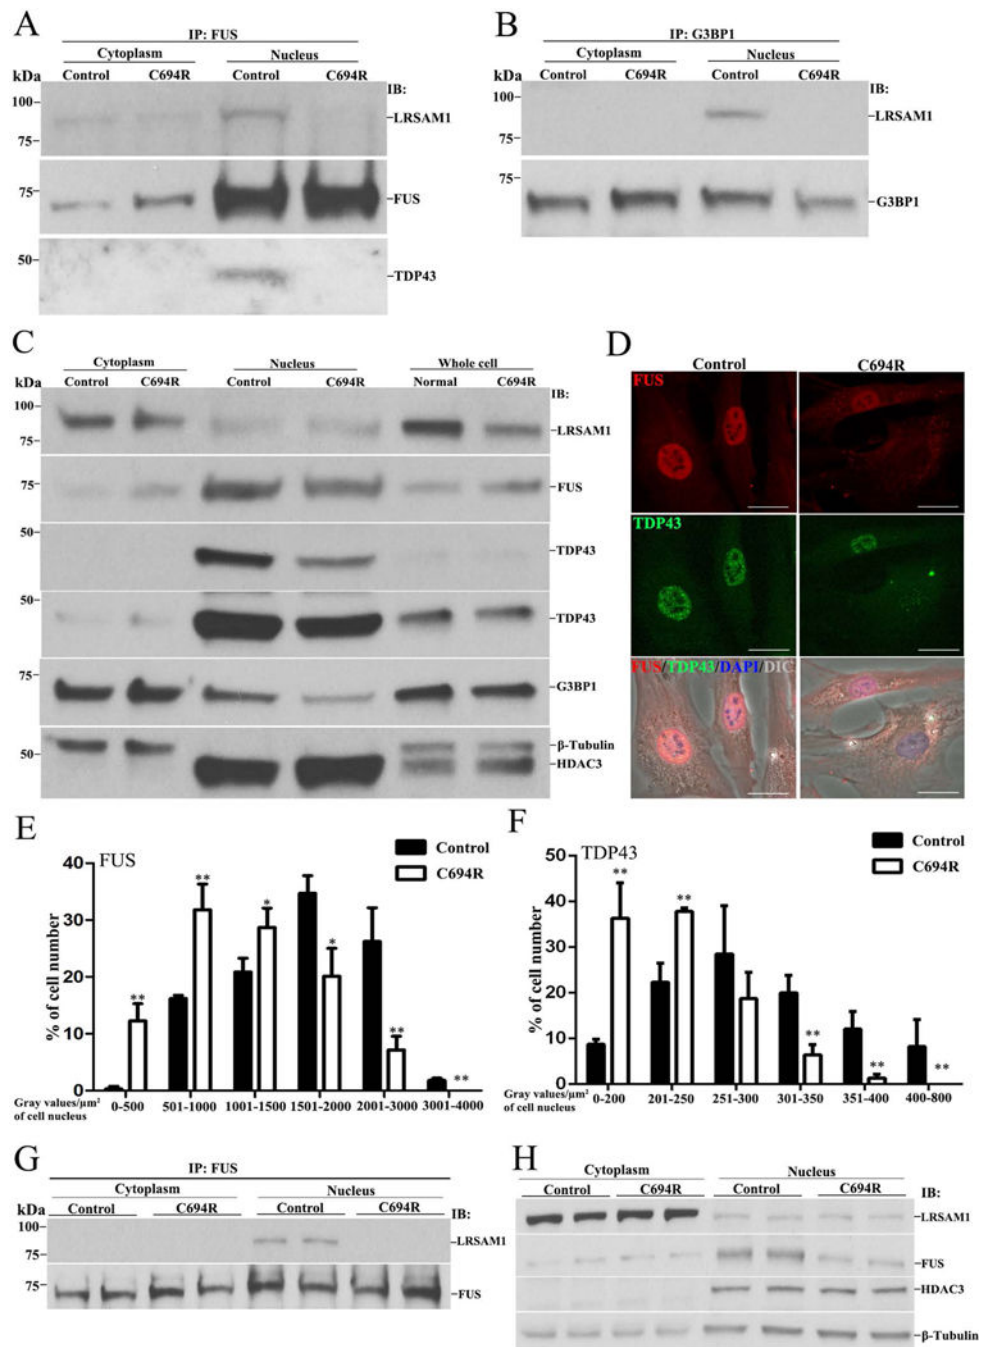 A
IP: FUS
Cytoplasm Nucleus
kDa Control C694R Control C694R
IB:
100
LRSAM1
75
75
FUS
50
TDP43
B
IP: G3BP1
Cytoplasm Nucleus
kDa Control C694R Control C694R
IB:
100
LRSAM1
75
75
G3BP1
C
Cytoplasm Nucleus Whole cell
kDa Control C694R Control C694R Normal C694R
IB:
100
LRSAM1
75
75
FUS
50
TDP43
50
TDP43
75
G3BP1
β-Tubulin
50
HDAC3
D
Control C694R
FUS
TDP43
FUS/TDP43/DAPI/DIC
E
FUS
Control
C694R
% of cell number
40
30
20
10
0
** ** * * ** **
Gray values/μm²
of cell nucleus
0-500 501-1000 1001-1500 1501-2000 2001-3000 3001-4000
F
TDP43
Control
C694R
% of cell number
50
40
30
20
10
0
** ** ** ** **
Gray values/μm²
of cell nucleus
0-200 201-250 251-300 301-350 351-400 400-800
G
IP: FUS
Cytoplasm Nucleus
kDa Control C694R Control C694R
IB:
100
LRSAM1
75
75
FUS
H
Cytoplasm Nucleus
Control C694R Control C694R
IB:
LRSAM1
FUS
HDAC3
β-Tubulin